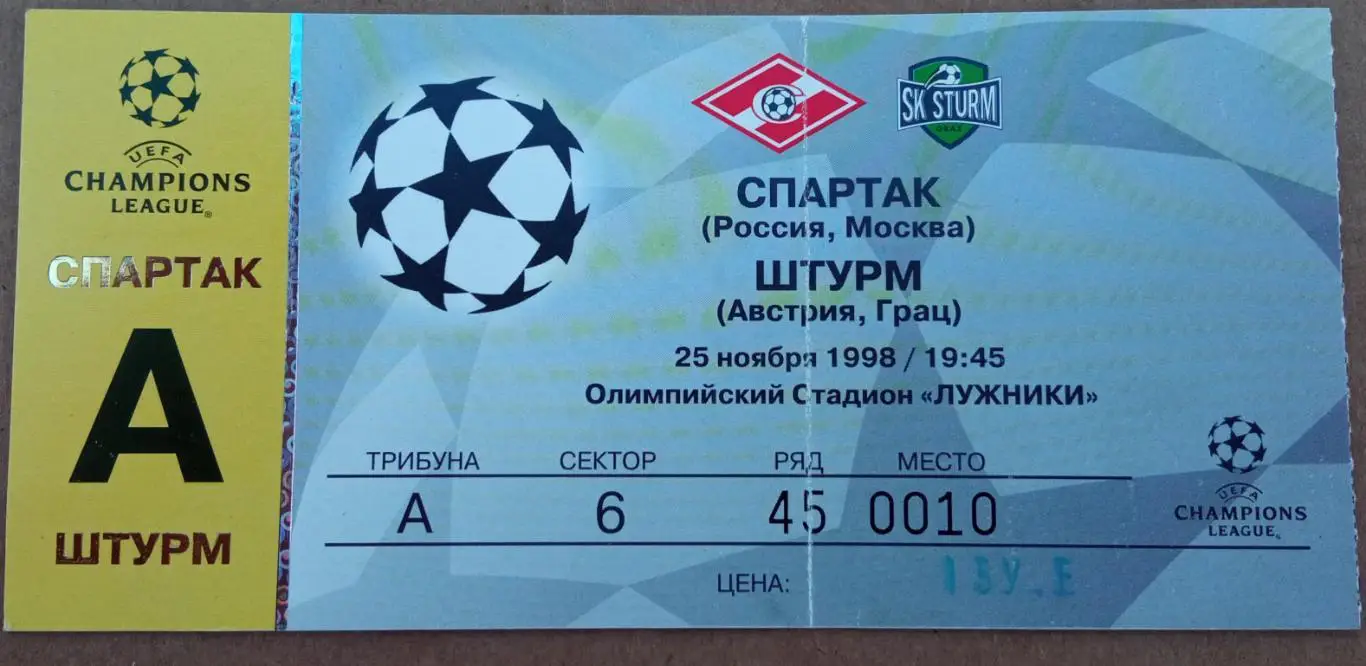 UEFA
CHAMPIONS
LEAGUE®
СПАРТАК
А
ШТУРМ
SK STURM
GRAZ
СПАРТАК
(Россия, Москва)
ШТУРМ
(Австрия, Грац)
25 ноября 1998 / 19:45
Олимпийский Стадион «ЛУЖНИКИ»
ТРИБУНА СЕКТОР РЯД МЕСТО
А 6 45 0010
UEFA
CHAMPIONS
LEAGUE®
ЦЕНА: